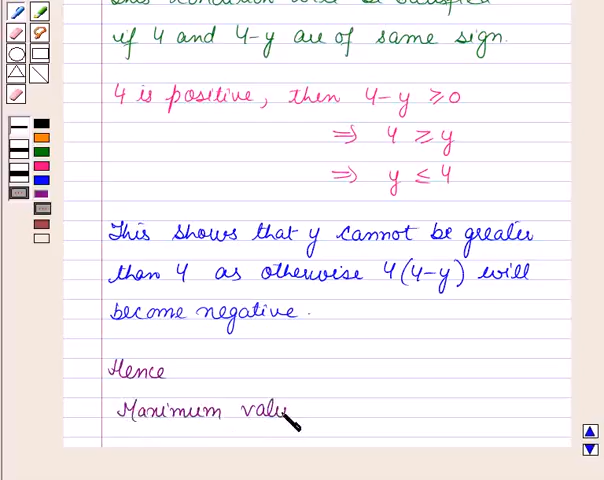 if 4 and 4-y are of same sign.
4 is positive, then 4-y ≥0
⇒ 4 ≥ y
⇒ y ≤ 4
This shows that y cannot be greater
than 4 as otherwise 4(4-y) will
become negative.
Hence
Maximum valu